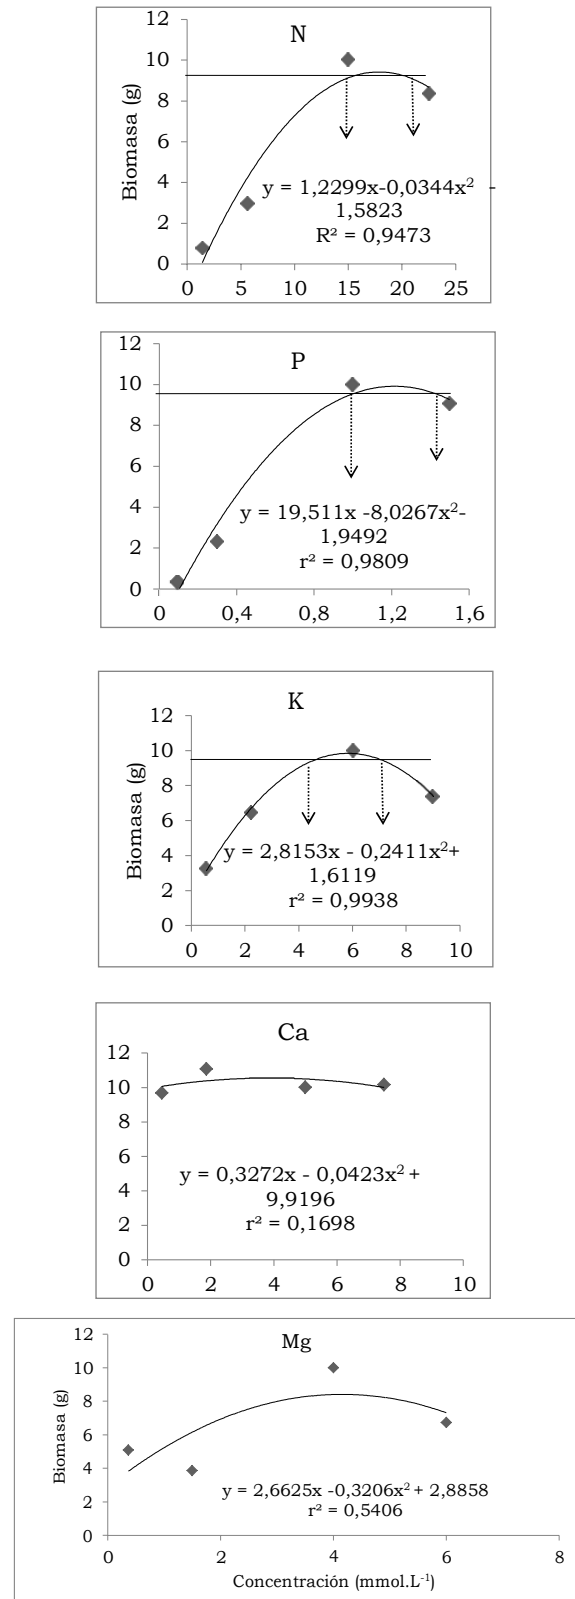 N
12
10
8
6
4
2
0
Biomasa (g)
y = 1,2299x-0,0344x² -
1,5823
R² = 0,9473
0 5 10 15 20 25
P
12
10
8
6
4
2
0
y = 19,511x -8,0267x²-
1,9492
r² = 0,9809
0 0,4 0,8 1,2 1,6
K
12
10
8
6
4
2
0
Biomasa (g)
y = 2,8153x - 0,2411x²+
1,6119
r² = 0,9938
0 2 4 6 8 10
Ca
12
10
8
6
4
2
0
y = 0,3272x - 0,0423x² +
9,9196
r² = 0,1698
0 2 4 6 8 10
Mg
12
10
8
6
4
2
0
Biomasa (g)
y = 2,6625x -0,3206x² + 2,8858
r² = 0,5406
0 2 4 6 8
Concentración (mmol.L⁻¹)